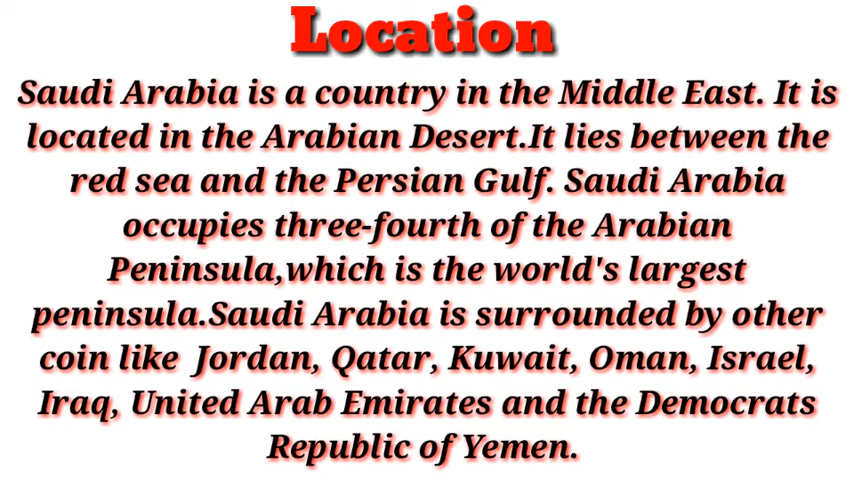 Location
Saudi Arabia is a country in the Middle East. It is
located in the Arabian Desert.It lies between the
red sea and the Persian Gulf. Saudi Arabia
occupies three-fourth of the Arabian
Peninsula,which is the world's largest
peninsula.Saudi Arabia is surrounded by other
coin like Jordan, Qatar, Kuwait, Oman, Israel,
Iraq, United Arab Emirates and the Democrats
Republic of Yemen.